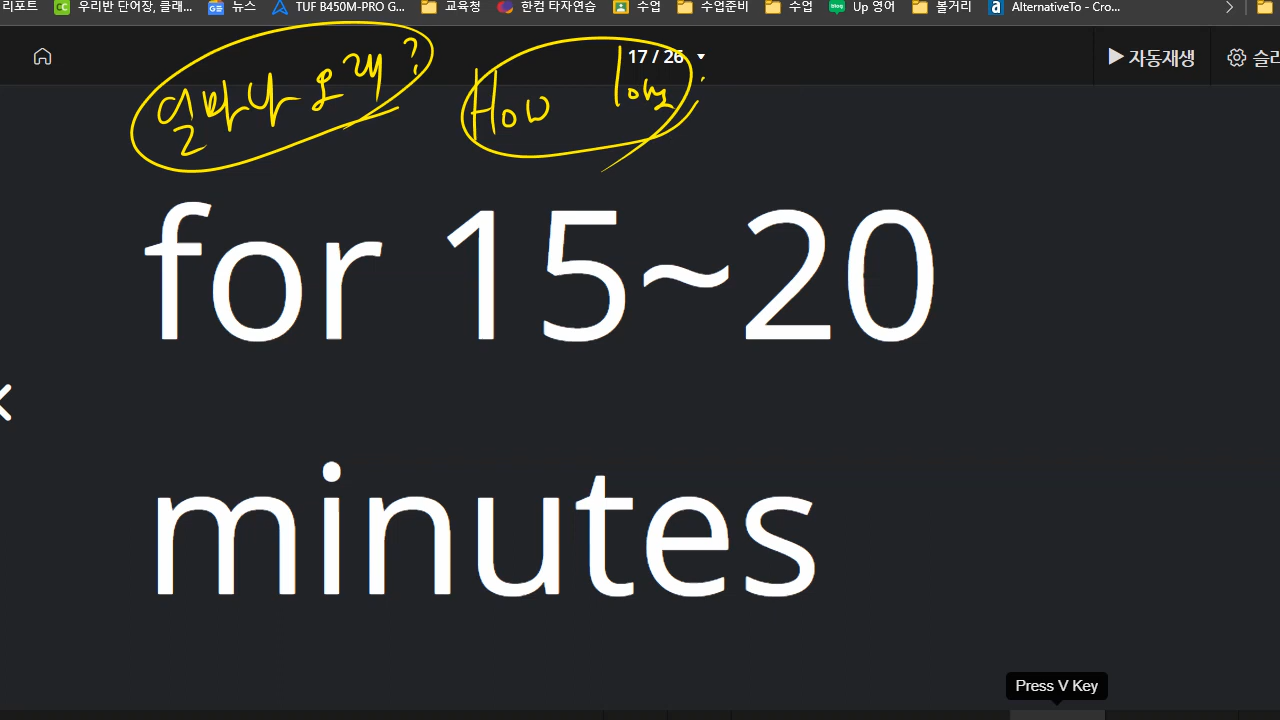 리포트 우리반 단어장, 클래... 뉴스 TUF B450M-PRO G... 교육청 한컴 타자연습 수업 수업준비 수업 Up 영어 볼거리 AlternativeTo - Cro...
17 / 26 자동재생 슬라
얼마나 오래? How long
for 15~20
minutes
Press V Key